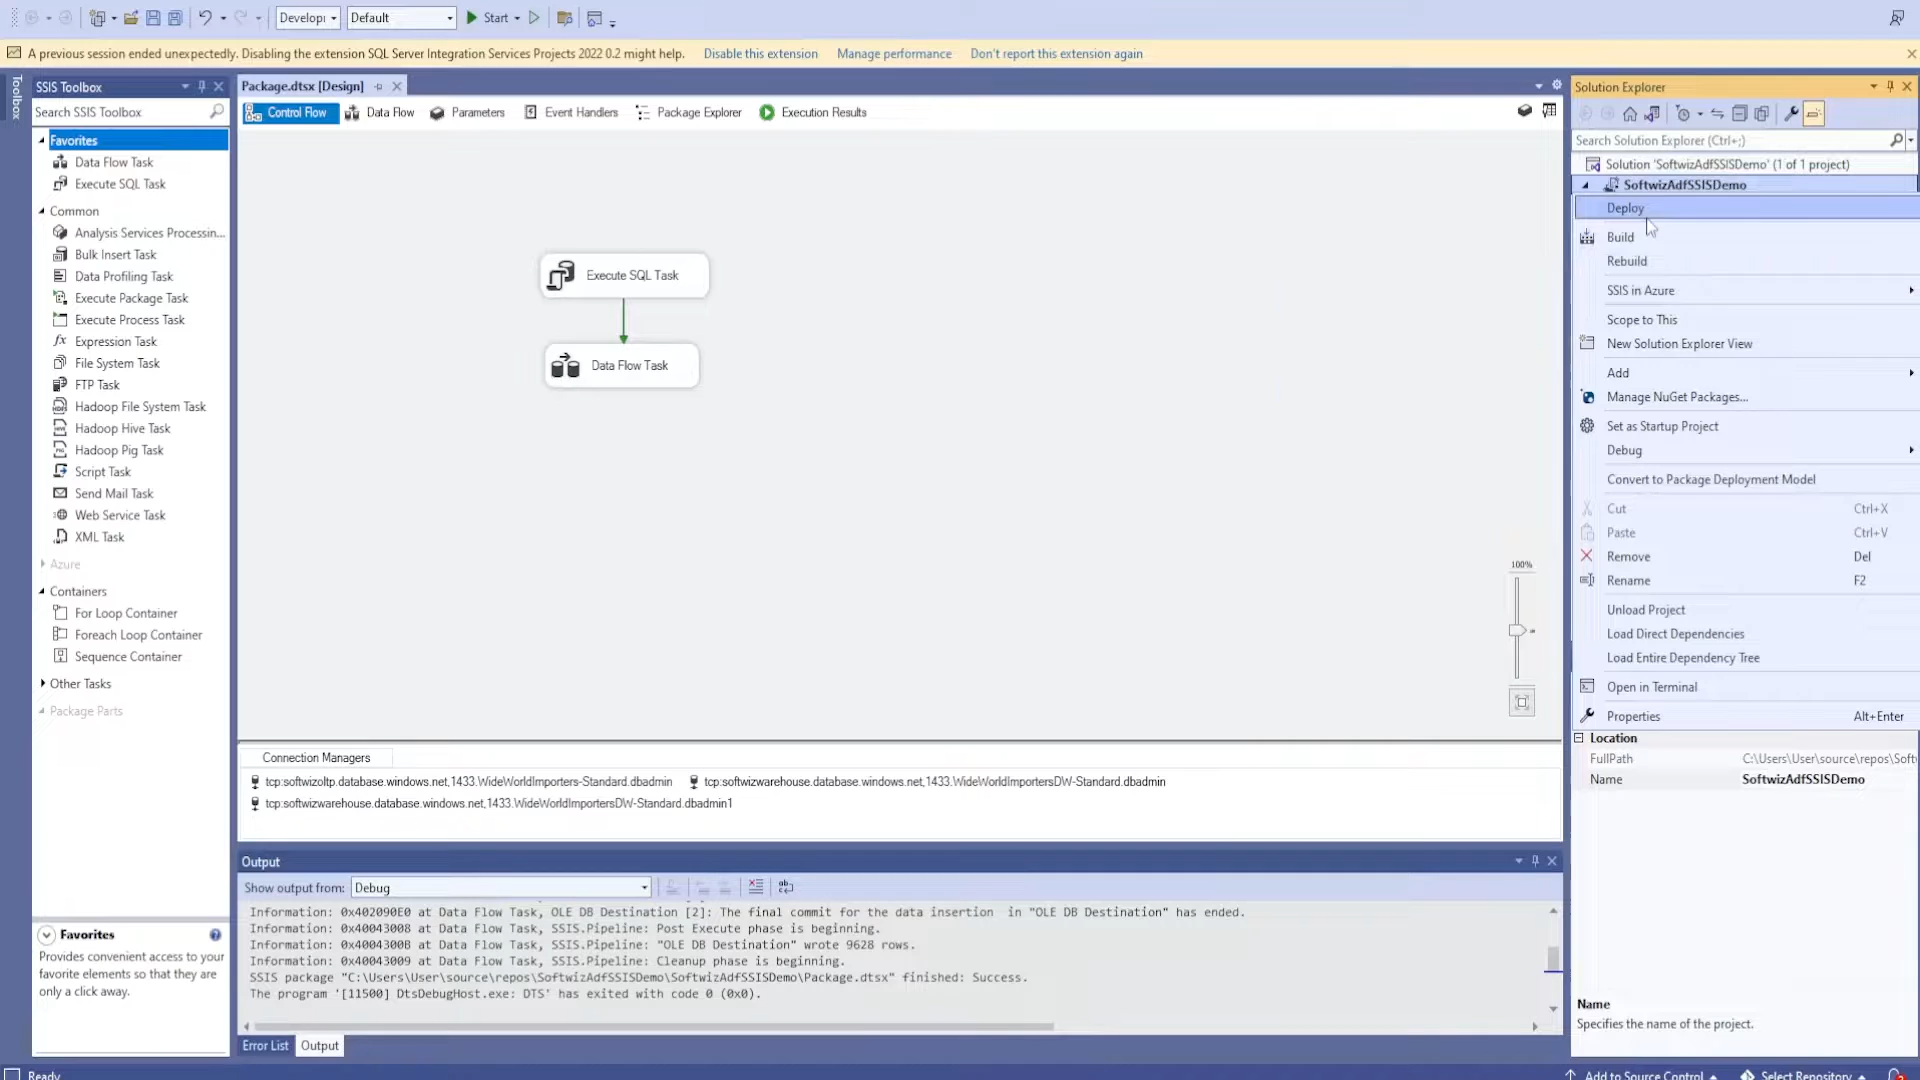 Develop
Default
Start
A previous session ended unexpectedly. Disabling the extension SQL Server Integration Services Projects 2022 0.2 might help.
Disable this extension
Manage performance
Don't report this extension again
Toolbox
SSIS Toolbox
Search SSIS Toolbox
Favorites
Data Flow Task
Execute SQL Task
Common
Analysis Services Processin...
Bulk Insert Task
Data Profiling Task
Execute Package Task
Execute Process Task
Expression Task
File System Task
FTP Task
Hadoop File System Task
Hadoop Hive Task
Hadoop Pig Task
Script Task
Send Mail Task
Web Service Task
XML Task
Azure
Containers
For Loop Container
Foreach Loop Container
Sequence Container
Other Tasks
Package Parts
Favorites
Provides convenient access to your
favorite elements so that they are
only a click away.
Package.dtsx [Design]
Control Flow
Data Flow
Parameters
Event Handlers
Package Explorer
Execution Results
Execute SQL Task
Data Flow Task
100%
Connection Managers
tcp:softwizoltp.database.windows.net,1433.WideWorldImporters-Standard.dbadmin
tcp:softwizwarehouse.database.windows.net,1433.WideWorldImportersDW-Standard.dbadmin
tcp:softwizwarehouse.database.windows.net,1433.WideWorldImportersDW-Standard.dbadmin1
Output
Show output from: Debug
Information: 0x402090E0 at Data Flow Task, OLE DB Destination [2]: The final commit for the data insertion  in "OLE DB Destination" has ended.
Information: 0x40043008 at Data Flow Task, SSIS.Pipeline: Post Execute phase is beginning.
Information: 0x4004300B at Data Flow Task, SSIS.Pipeline: "OLE DB Destination" wrote 9628 rows.
Information: 0x40043009 at Data Flow Task, SSIS.Pipeline: Cleanup phase is beginning.
SSIS package "C:\Users\User\source\repos\SoftwizAdfSSISDemo\SoftwizAdfSSISDemo\Package.dtsx" finished: Success.
The program '[11500] DtsDebugHost.exe: DTS' has exited with code 0 (0x0).
Error List
Output
Solution Explorer
Search Solution Explorer (Ctrl+;)
Solution 'SoftwizAdfSSISDemo' (1 of 1 project)
SoftwizAdfSSISDemo
Deploy
Build
Rebuild
SSIS in Azure
Scope to This
New Solution Explorer View
Add
Manage NuGet Packages...
Set as Startup Project
Debug
Convert to Package Deployment Model
Cut Ctrl+X
Paste Ctrl+V
Remove Del
Rename F2
Unload Project
Load Direct Dependencies
Load Entire Dependency Tree
Open in Terminal
Properties Alt+Enter
Location
FullPath C:\Users\User\source\repos\Soft
Name SoftwizAdfSSISDemo
Name
Specifies the name of the project.
Ready
Add to Source Control
Select Repository